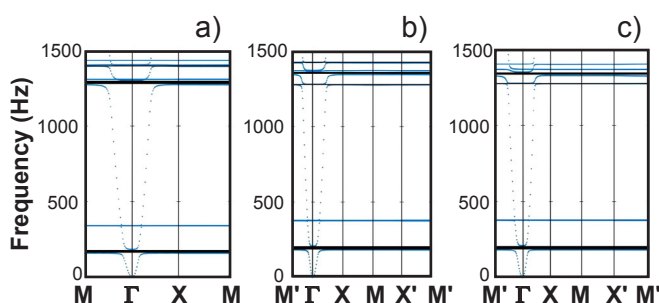 a) b) c)
1500 1500 1500
1000 1000 1000
500 500 500
0 0 0
Frequency (Hz)
M Γ X M M' Γ X M X' M' M' Γ X M X' M'